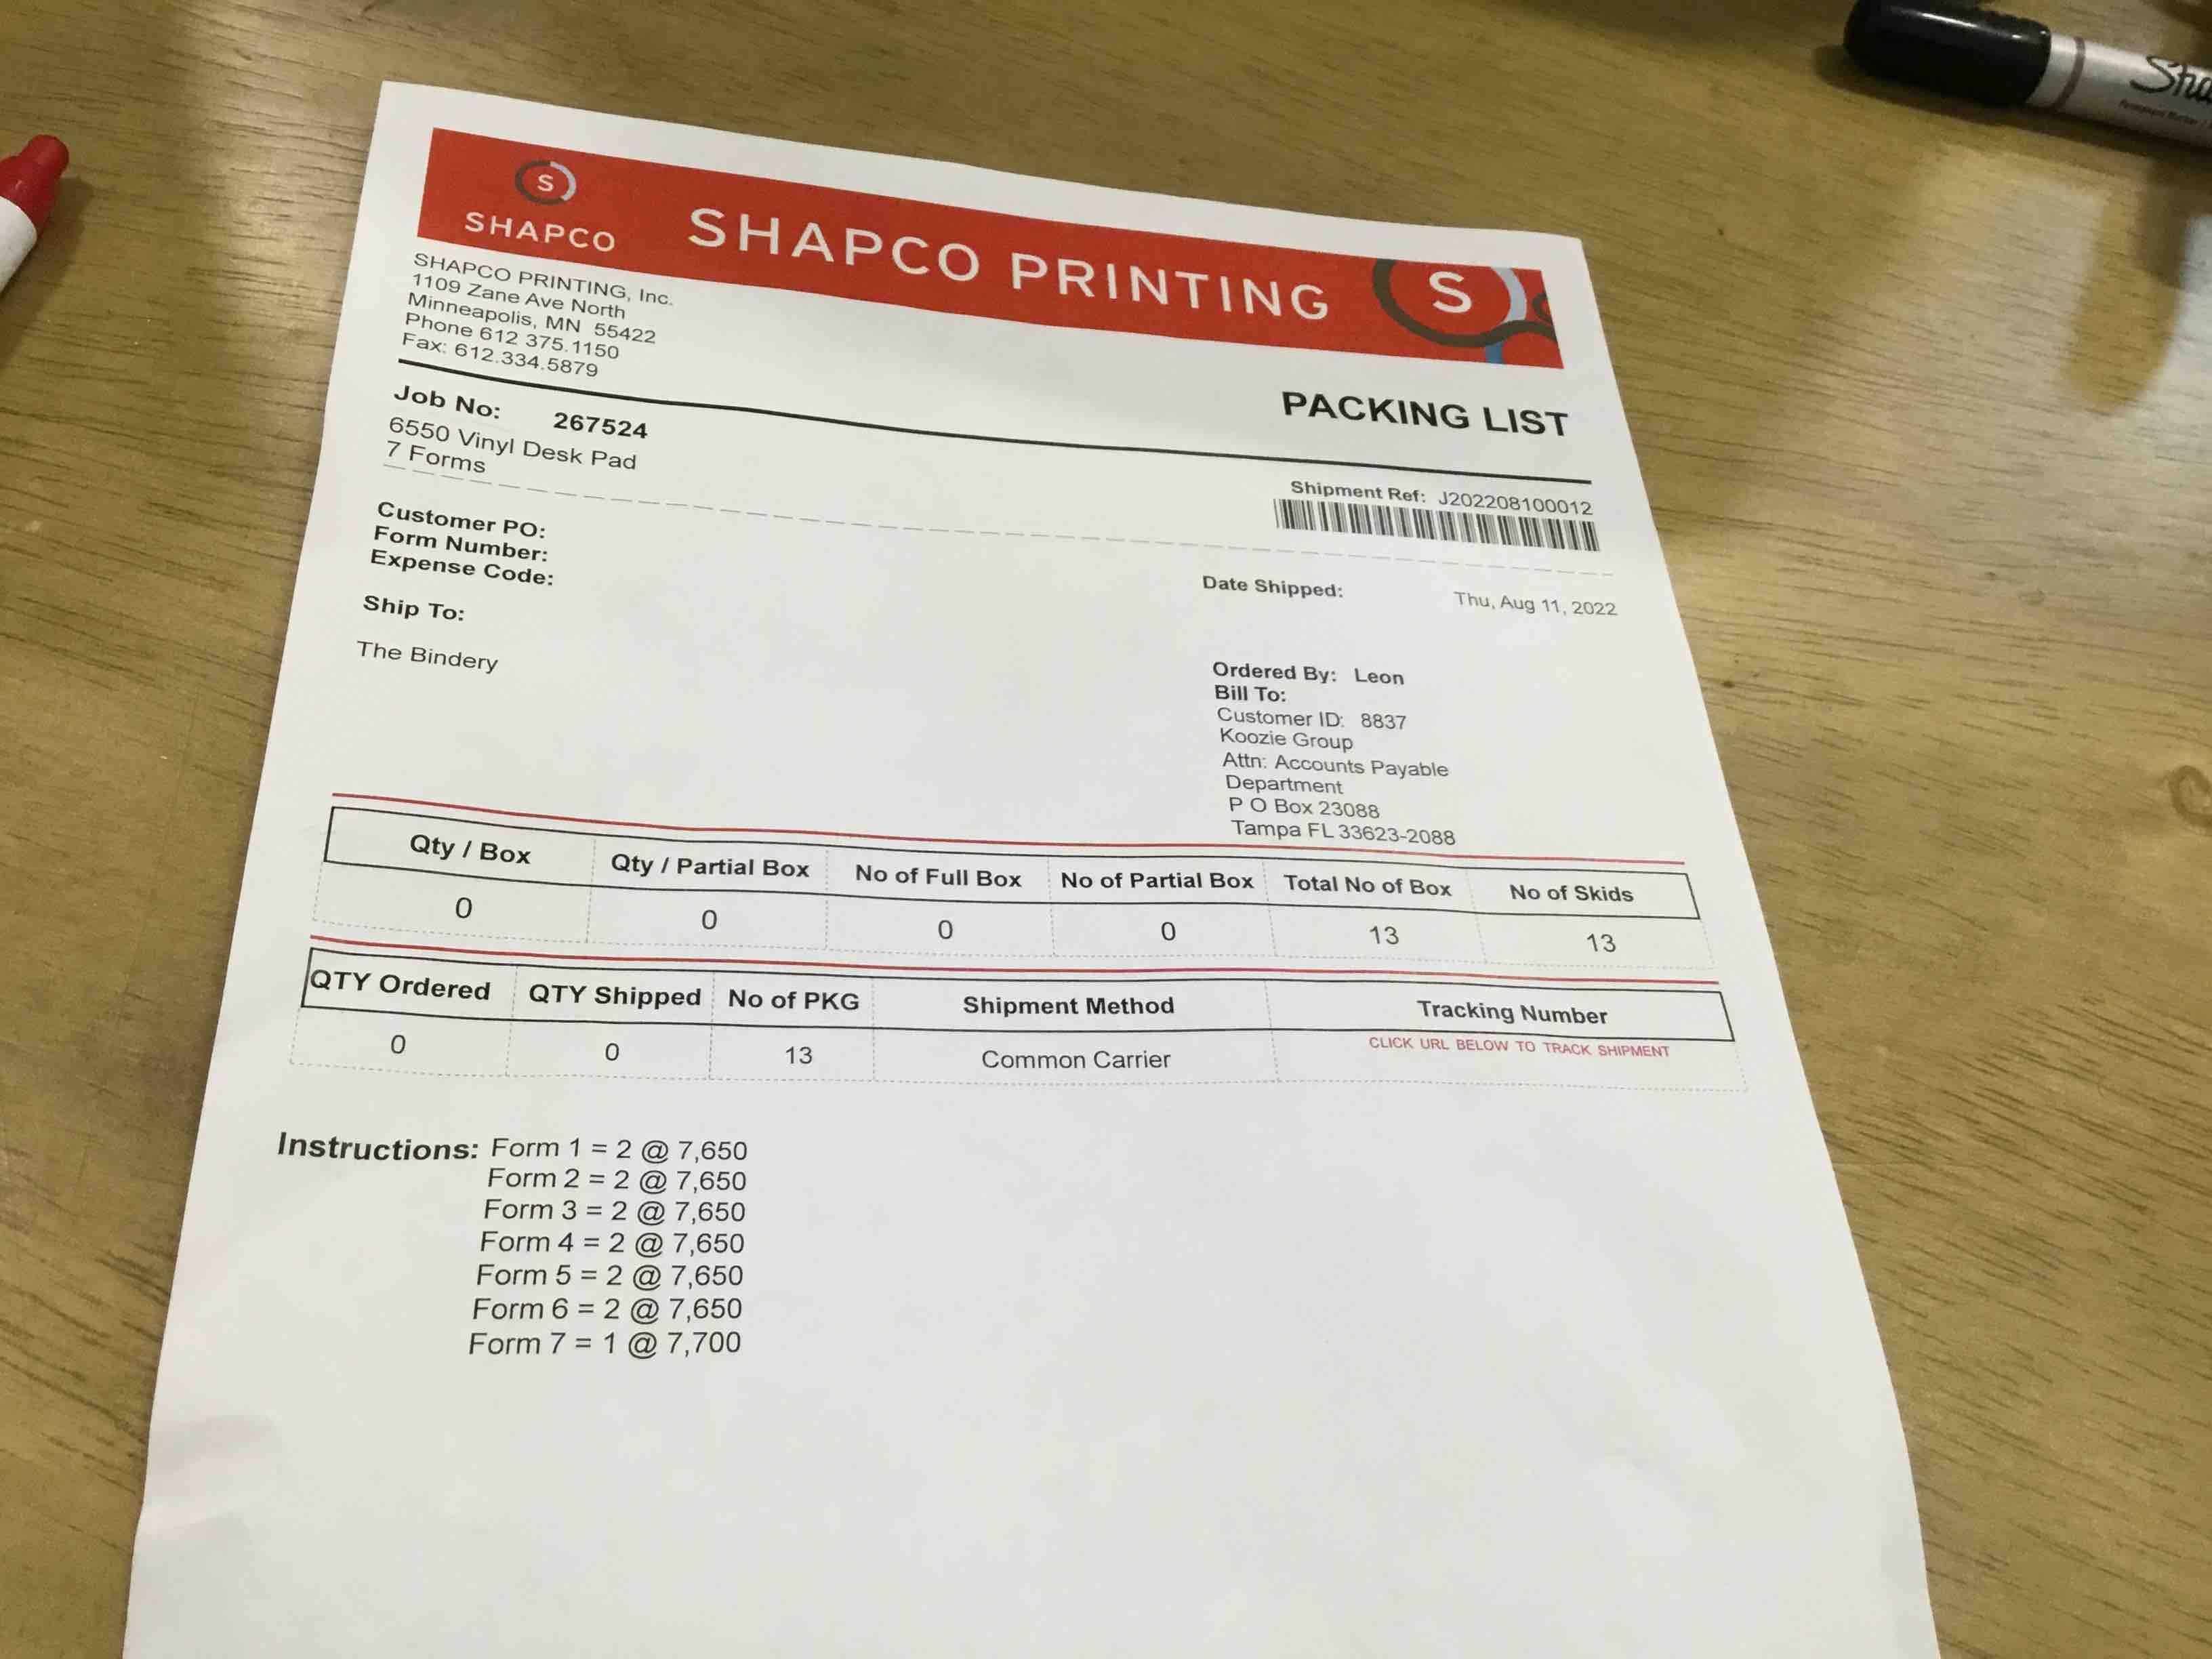 S
SHAPCO
SHAPCO PRINTING
S
SHAPCO PRINTING, Inc.
1109 Zane Ave North
Minneapolis, MN 55422
Phone 612 375.1150
Fax: 612.334.5879
PACKING LIST
Job No: 267524
6550 Vinyl Desk Pad
7 Forms
Shipment Ref: J202208100012
Customer PO:
Form Number:
Expense Code:
Date Shipped: Thu, Aug 11, 2022
Ship To:
The Bindery
Ordered By: Leon
Bill To:
Customer ID: 8837
Koozie Group
Attn: Accounts Payable
Department
P O Box 23088
Tampa FL 33623-2088
Qty / Box Qty / Partial Box No of Full Box No of Partial Box Total No of Box No of Skids
0 0 0 0 13 13
QTY Ordered QTY Shipped No of PKG Shipment Method Tracking Number
0 0 13 Common Carrier CLICK URL BELOW TO TRACK SHIPMENT
Instructions: Form 1 = 2 @ 7,650
Form 2 = 2 @ 7,650
Form 3 = 2 @ 7,650
Form 4 = 2 @ 7,650
Form 5 = 2 @ 7,650
Form 6 = 2 @ 7,650
Form 7 = 1 @ 7,700
Sha